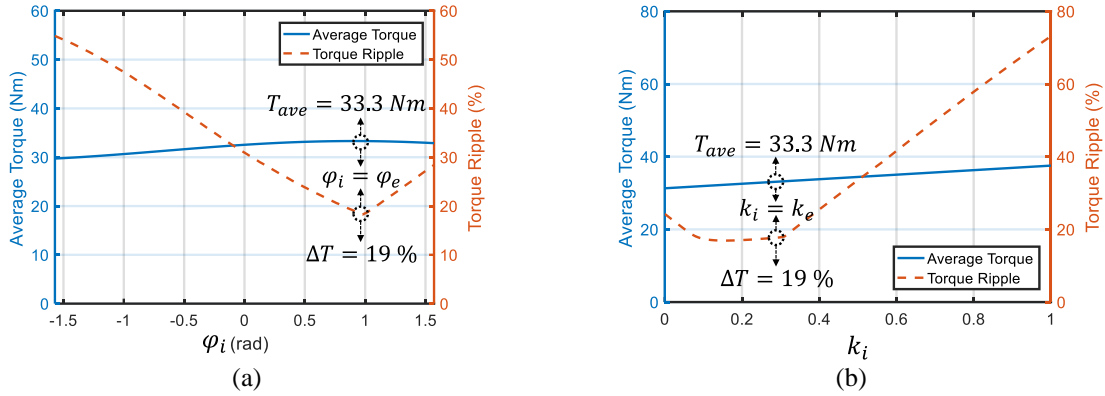 60
50
40
30
20
10
0
Average Torque (Nm)
-1.5
-1
-0.5
0
0.5
1
1.5
φ_i (rad)
60
50
40
30
20
10
0
Torque Ripple (%)
Average Torque
Torque Ripple
T_ave = 33.3 Nm
φ_i = φ_e
ΔT = 19 %
(a)
80
60
40
20
0
Average Torque (Nm)
0
0.2
0.4
0.6
0.8
1
k_i
80
60
40
20
0
Torque Ripple (%)
T_ave = 33.3 Nm
k_i = k_e
ΔT = 19 %
Average Torque
Torque Ripple
(b)